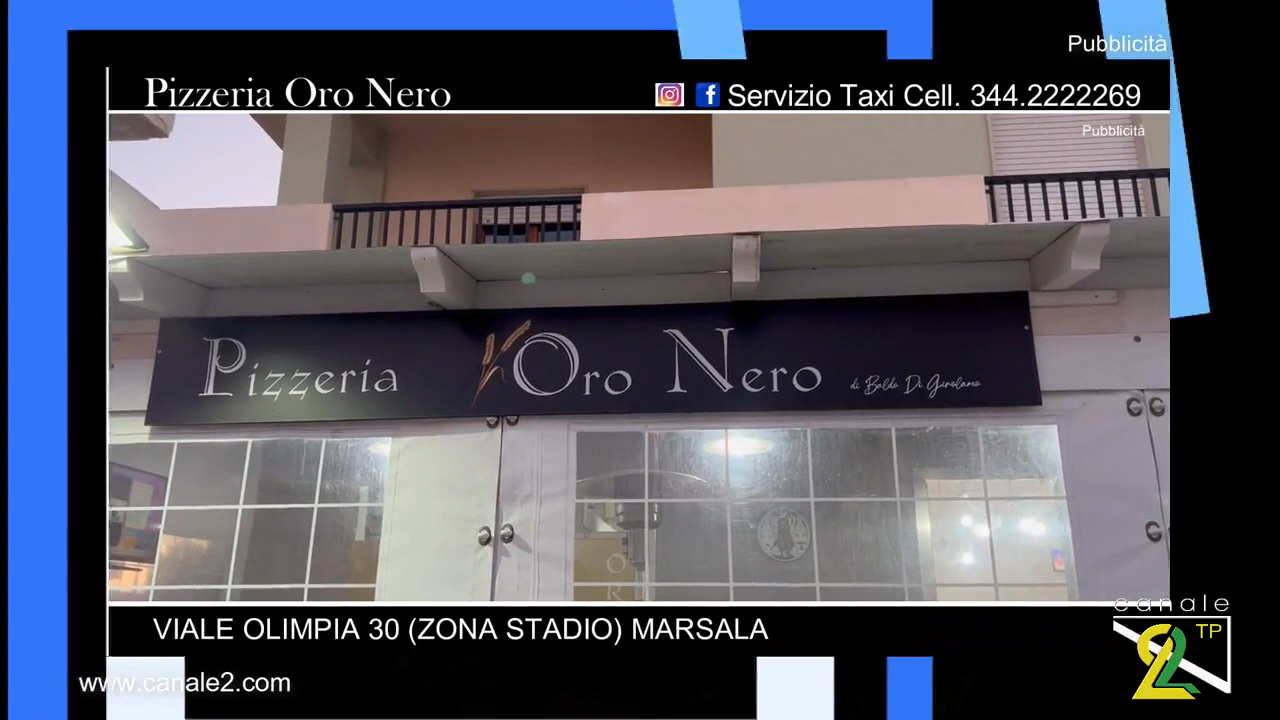 Pubblicità
Pizzeria Oro Nero
Servizio Taxi Cell. 344.2222269
Pubblicità
Pizzeria Oro Nero di Baldo Di Girolamo
VIALE OLIMPIA 30 (ZONA STADIO) MARSALA
canale
TP
2
www.canale2.com